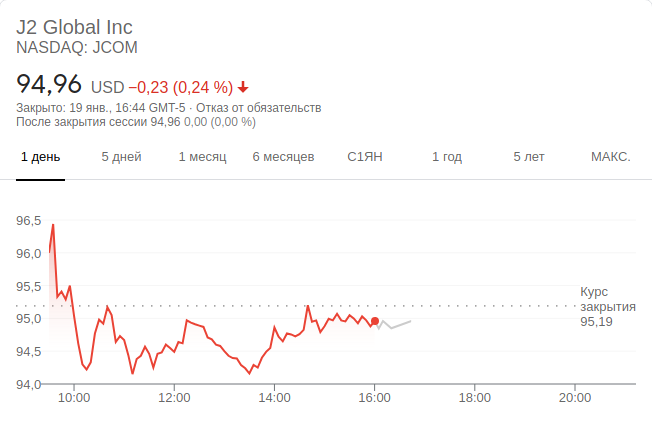 J2 Global Inc
NASDAQ: JCOM
94,96 USD −0,23 (0,24 %)
Закрыто: 19 янв., 16:44 GMT-5 · Отказ от обязательств
После закрытия сессии 94,96 0,00 (0,00 %)
1 день 5 дней 1 месяц 6 месяцев С1ЯН 1 год 5 лет МАКС.
96,5
96,0
95,5
Курс
закрытия
95,19
95,0
94,5
94,0
10:00 12:00 14:00 16:00 18:00 20:00